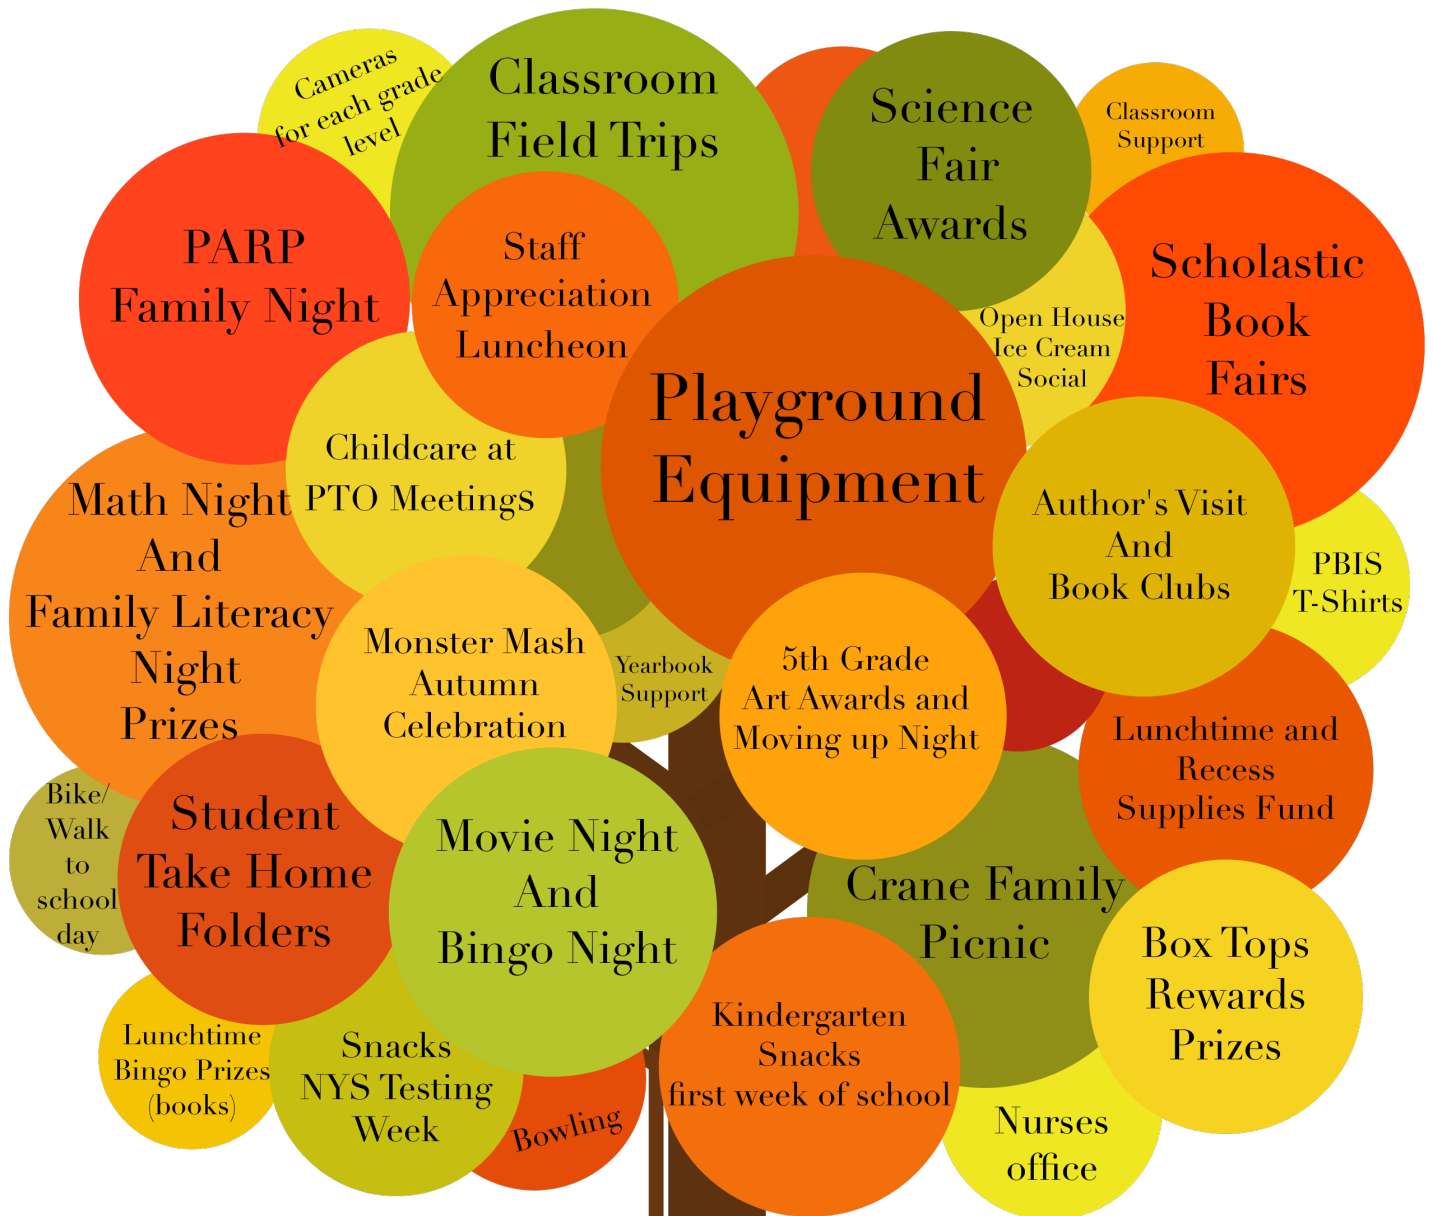 Cameras
for each grade
level
Classroom
Field Trips
Science
Fair
Awards
Classroom
Support
PARP
Family Night
Staff
Appreciation
Luncheon
Scholastic
Book
Fairs
Open House
Ice Cream
Social
Playground
Equipment
Childcare at
PTO Meetings
Math Night
And
Family Literacy
Night
Prizes
Author's Visit
And
Book Clubs
PBIS
T-Shirts
Monster Mash
Autumn
Celebration
Yearbook
Support
5th Grade
Art Awards and
Moving up Night
Lunchtime and
Recess
Supplies Fund
Bike/
Walk
to
school
day
Student
Take Home
Folders
Movie Night
And
Bingo Night
Crane Family
Picnic
Box Tops
Rewards
Prizes
Lunchtime
Bingo Prizes
(books)
Snacks
NYS Testing
Week
Bowling
Kindergarten
Snacks
first week of school
Nurses
office